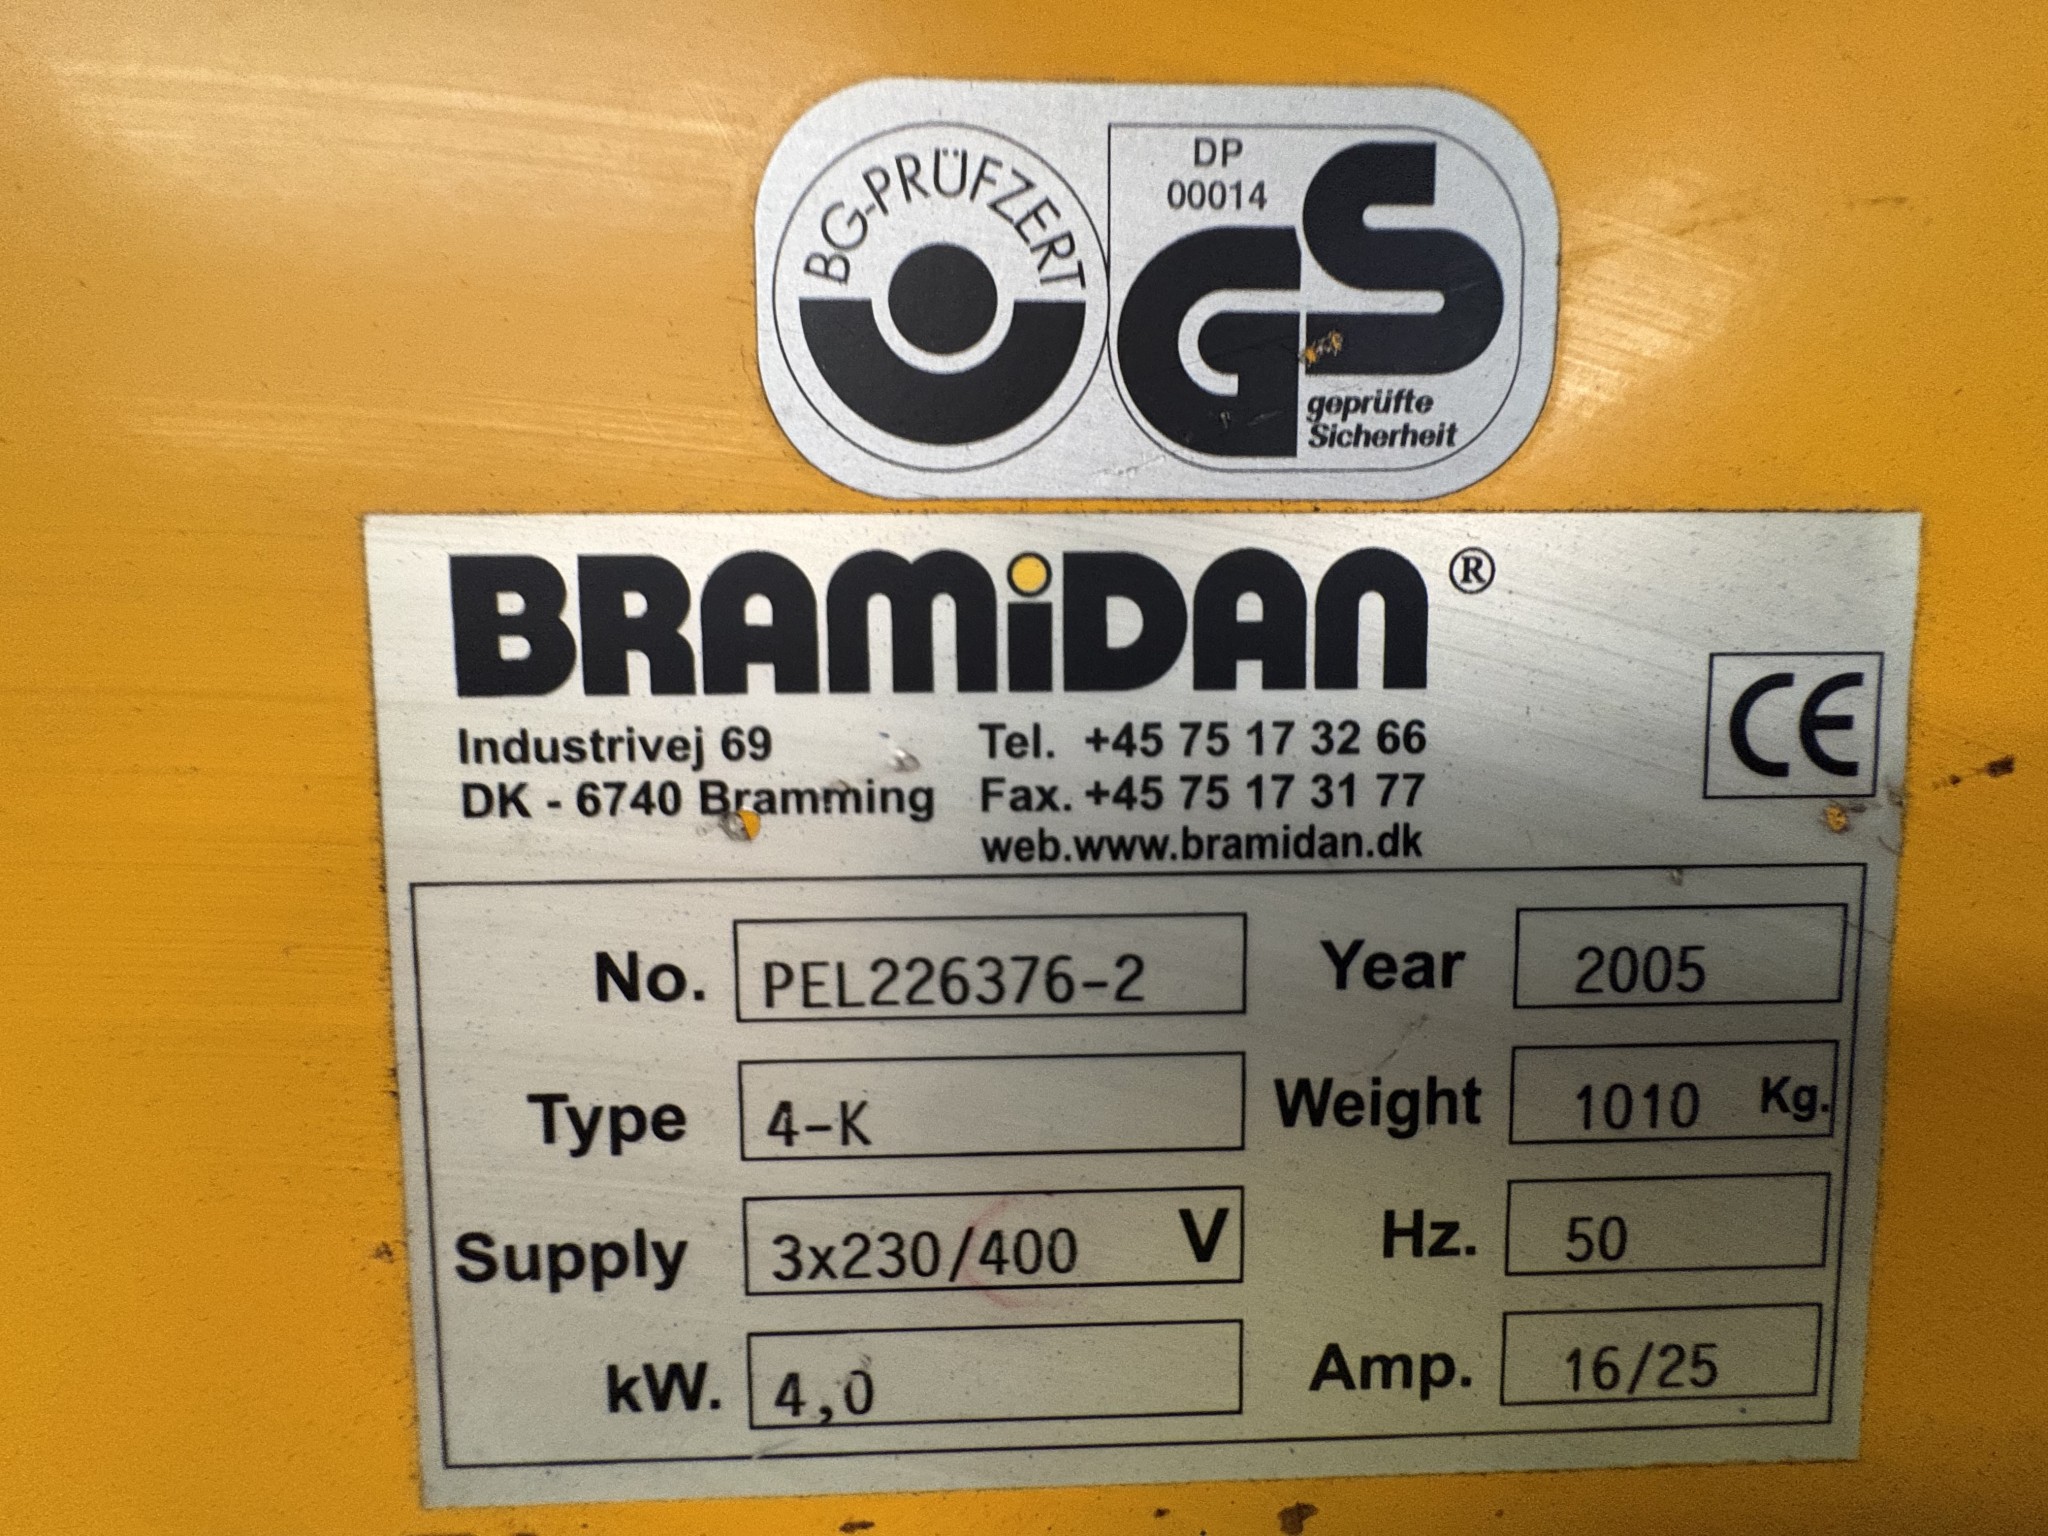 BG-PRÜFZERT
DP
00014
GS
geprüfte
Sicherheit
BRAMiDAN®
CE
Industrivej 69
DK - 6740 Bramming
Tel. +45 75 17 32 66
Fax. +45 75 17 31 77
web.www.bramidan.dk
No. PEL226376-2 Year 2005
Type 4-K Weight 1010 Kg.
Supply 3x230/400 V Hz. 50
kW. 4,0 Amp. 16/25